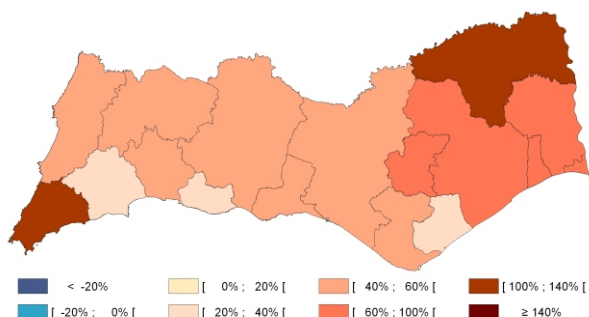 < -20% [ 0% ; 20% [ [ 40% ; 60% [ [ 100% ; 140% [
[ -20% ; 0% [ [ 20% ; 40% [ [ 60% ; 100% [ ≥ 140%